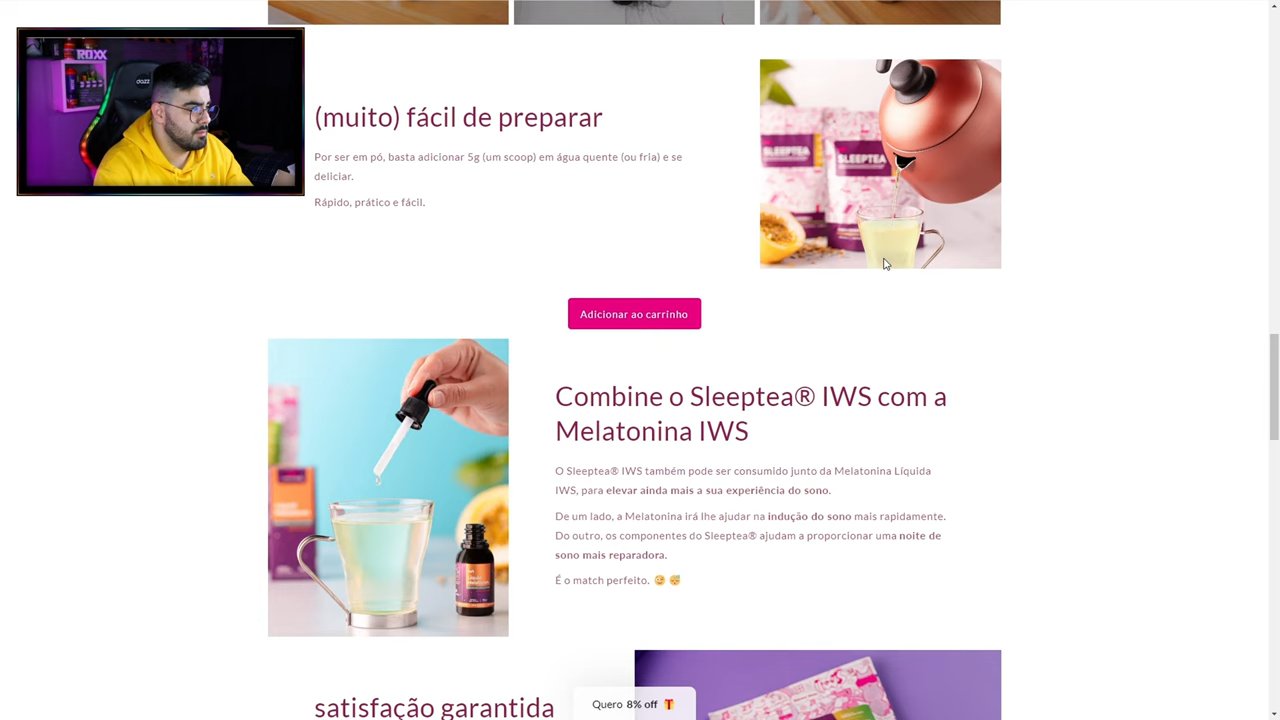 ROXX
DAZZ
(muito) fácil de preparar
Por ser em pó, basta adicionar 5g (um scoop) em água quente (ou fria) e se
deliciar.
Rápido, prático e fácil.
SLEEPTEA
SLEEPTEA
Adicionar ao carrinho
Combine o Sleeptea® IWS com a
Melatonina IWS
O Sleeptea® IWS também pode ser consumido junto da Melatonina Líquida
IWS, para elevar ainda mais a sua experiência do sono.
De um lado, a Melatonina irá lhe ajudar na indução do sono mais rapidamente.
Do outro, os componentes do Sleeptea® ajudam a proporcionar uma noite de
sono mais reparadora.
É o match perfeito. 😋 😴
satisfação garantida
Quero 8% off 🎁